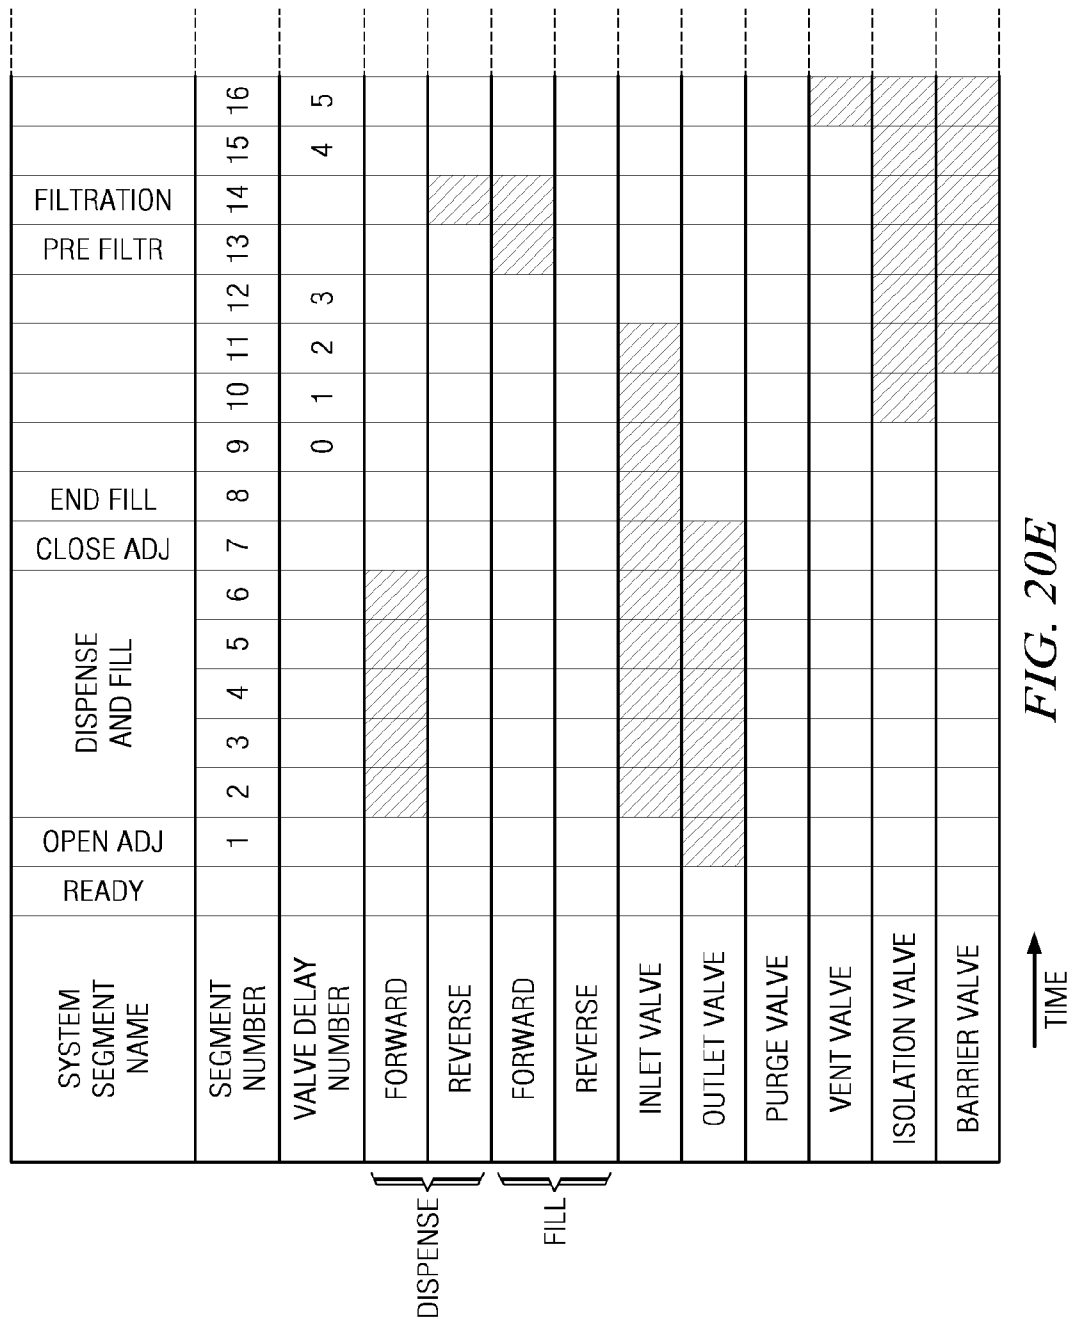 SYSTEM
SEGMENT
NAME
READY
OPEN ADJ
DISPENSE
AND FILL
CLOSE ADJ
END FILL
PRE FILTR
FILTRATION
SEGMENT
NUMBER
1
2
3
4
5
6
7
8
9
10
11
12
13
14
15
16
VALVE DELAY
NUMBER
0
1
2
3
4
5
DISPENSE
FORWARD
REVERSE
FILL
FORWARD
REVERSE
INLET VALVE
OUTLET VALVE
PURGE VALVE
VENT VALVE
ISOLATION VALVE
BARRIER VALVE
TIME
FIG. 20E